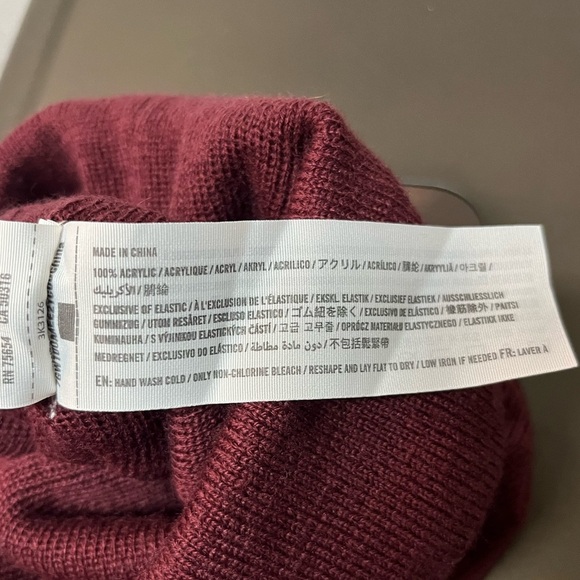 MADE IN CHINA
100% ACRYLIC / ACRYLIQUE / ACRYL / AKRYL / ACRILICO / アクリル / ACRÍLICO / 腈纶 / AKRYYLIÄ / 아크릴 /
الأكريليك / 腈綸
EXCLUSIVE OF ELASTIC / À L'EXCLUSION DE L'ÉLASTIQUE / EKSKL. ELASTIK / EXCLUSIEF ELASTIEK / AUSSCHLIESSLICH
GUMMIZUG / UTOM RESÅRET / ESCLUSO ELASTICO / ゴム紐を除く / EXCLUSIVO DE ELÁSTICO / 橡筋除外 / PAITSI
KUMINAUHA / S VÝJIMKOU ELASTICKÝCH ČÁSTÍ / 고급 고무줄 / OPRÓCZ MATERIAŁU ELASTYCZNEGO / ELASTIKK IKKE
NEDREGNET / EXCLUSIVO DO ELÁSTICO / دون مادة مطاطة / 不包括鬆緊帶
EN: HAND WASH COLD / ONLY NON-CHLORINE BLEACH / RESHAPE AND LAY FLAT TO DRY / LOW IRON IF NEEDED FR: LAVER À
3K3126
RN 75654 CA-50316